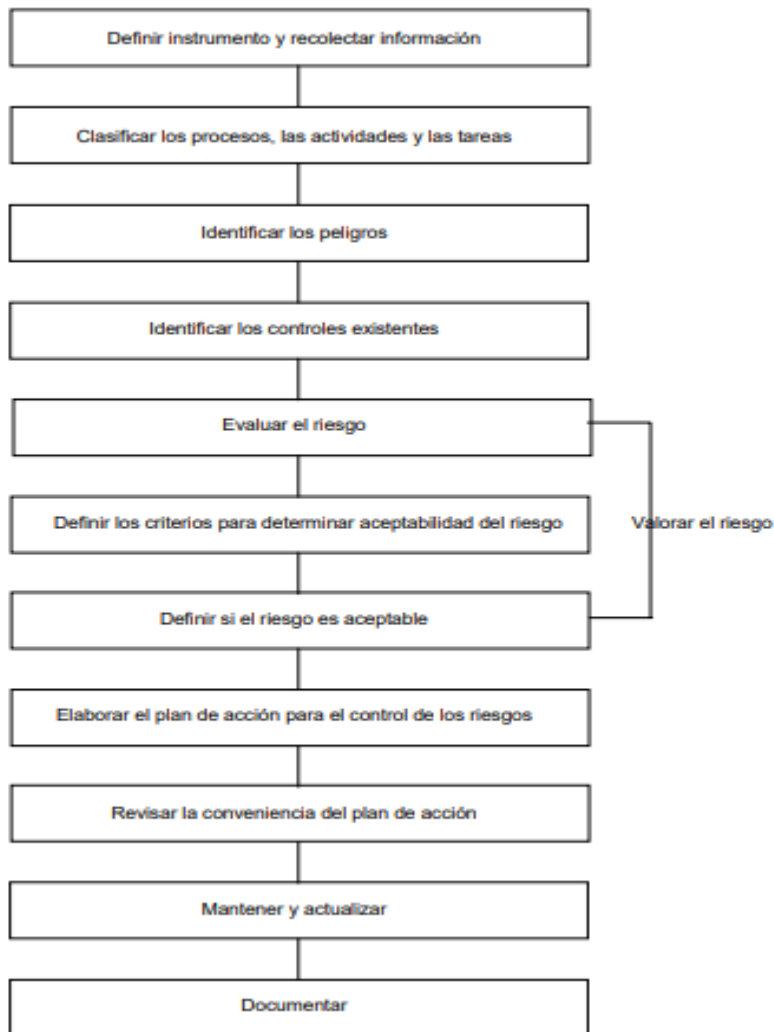 Definir instrumento y recolectar información
Clasificar los procesos, las actividades y las tareas
Identificar los peligros
Identificar los controles existentes
Evaluar el riesgo
Definir los criterios para determinar aceptabilidad del riesgo
Valorar el riesgo
Definir si el riesgo es aceptable
Elaborar el plan de acción para el control de los riesgos
Revisar la conveniencia del plan de acción
Mantener y actualizar
Documentar